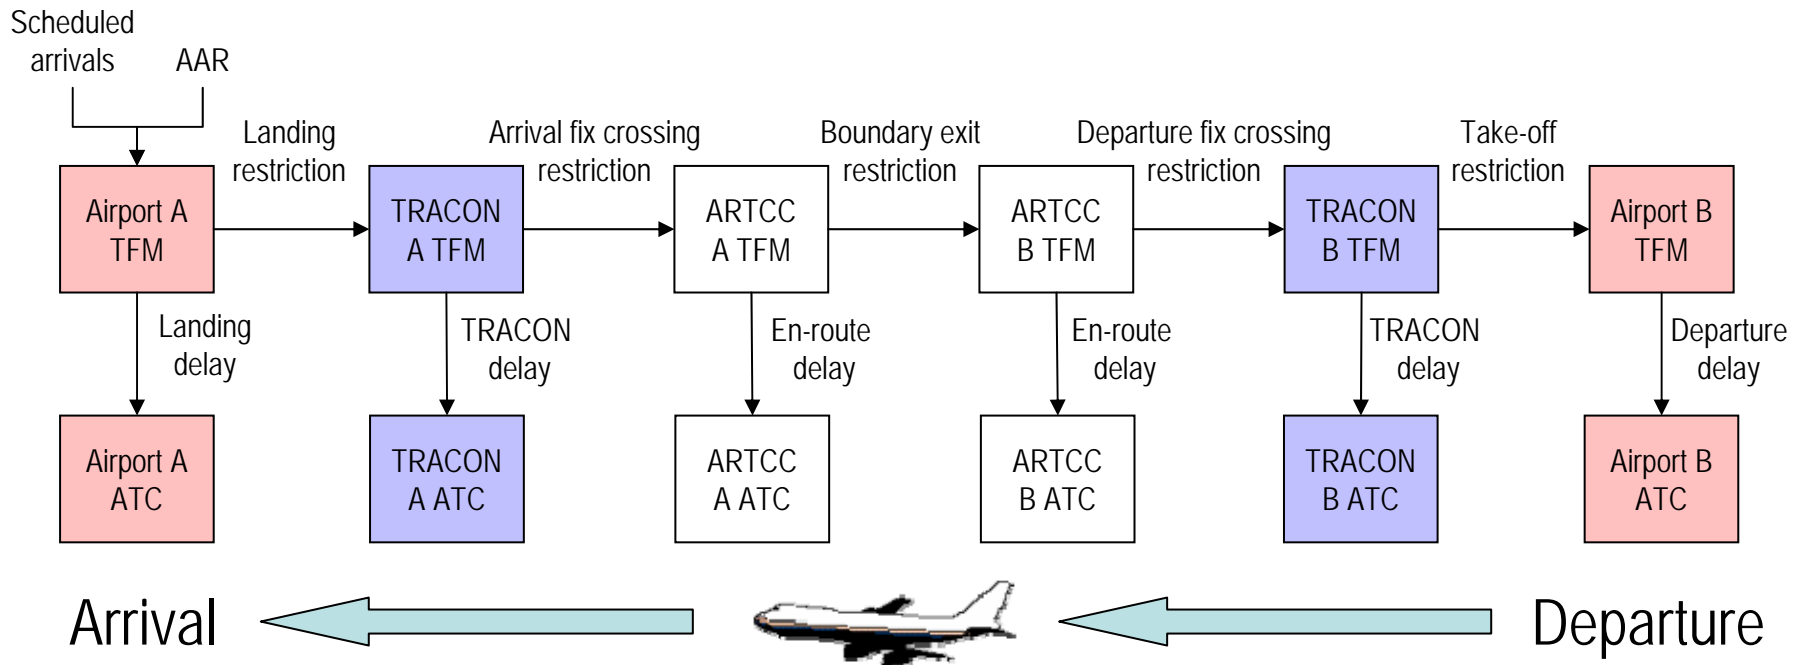 Scheduled
arrivals
AAR
Landing
restriction
Arrival fix crossing
restriction
Boundary exit
restriction
Departure fix crossing
restriction
Take-off
restriction
Airport A
TFM
TRACON
A TFM
ARTCC
A TFM
ARTCC
B TFM
TRACON
B TFM
Airport B
TFM
Landing
delay
TRACON
delay
En-route
delay
En-route
delay
TRACON
delay
Departure
delay
Airport A
ATC
TRACON
A ATC
ARTCC
A ATC
ARTCC
B ATC
TRACON
B ATC
Airport B
ATC
Arrival
Departure